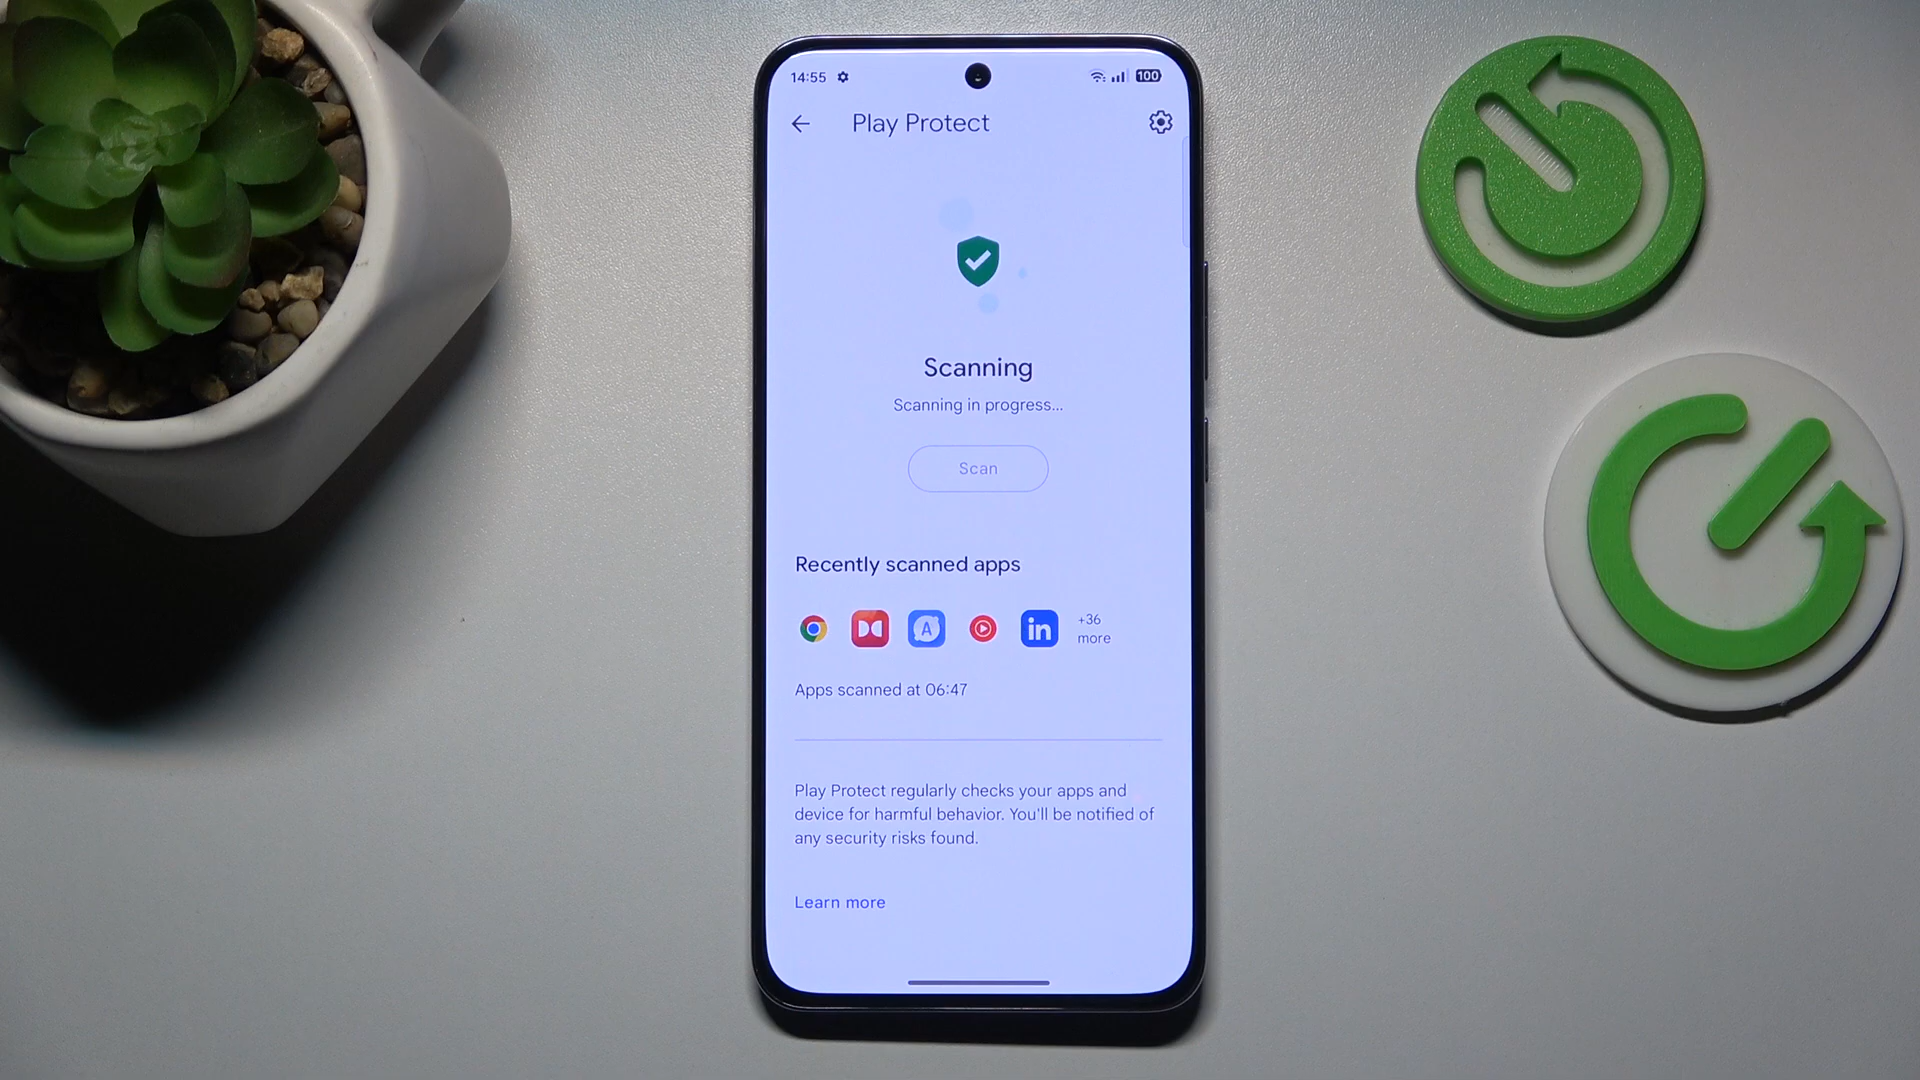 14:55
100
Play Protect
Scanning
Scanning in progress...
Scan
Recently scanned apps
A
in
+36
more
Apps scanned at 06:47
Play Protect regularly checks your apps and
device for harmful behavior. You'll be notified of
any security risks found.
Learn more